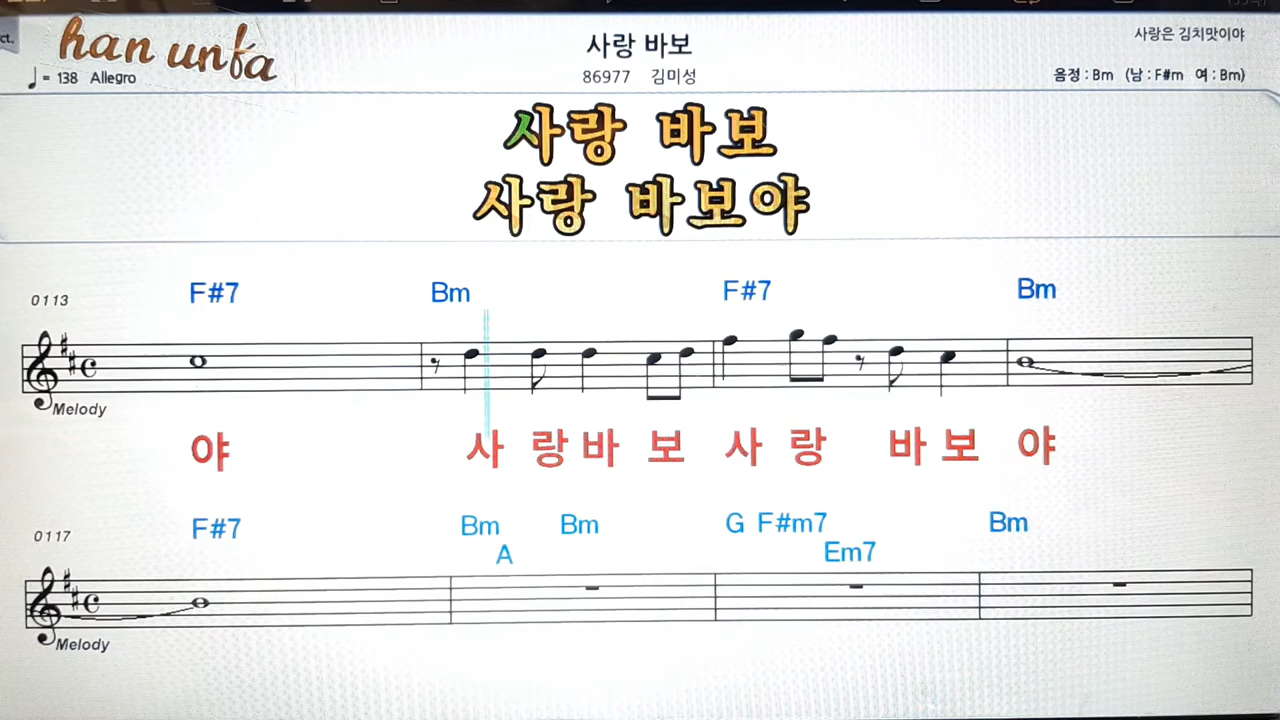 ct.
han unfa
사랑 바보
사랑은 김치맛이야
♩= 138 Allegro
86977 김미성
음정 : Bm (남 : F#m 여 : Bm)
사랑 바보
사랑 바보야
0113
F#7 Bm F#7 Bm
Melody
야 사 랑 바 보 사 랑 바 보 야
0117
F#7 Bm Bm G F#m7 Bm
A Em7
Melody